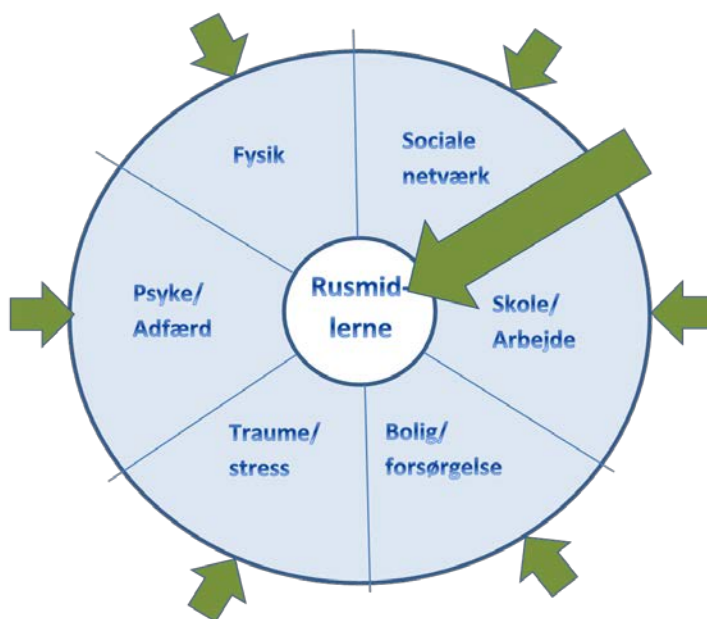 Fysik
Sociale
netværk
Psyke/
Adfærd
Rusmid-
lerne
Skole/
Arbejde
Traume/
stress
Bolig/
forsørgelse